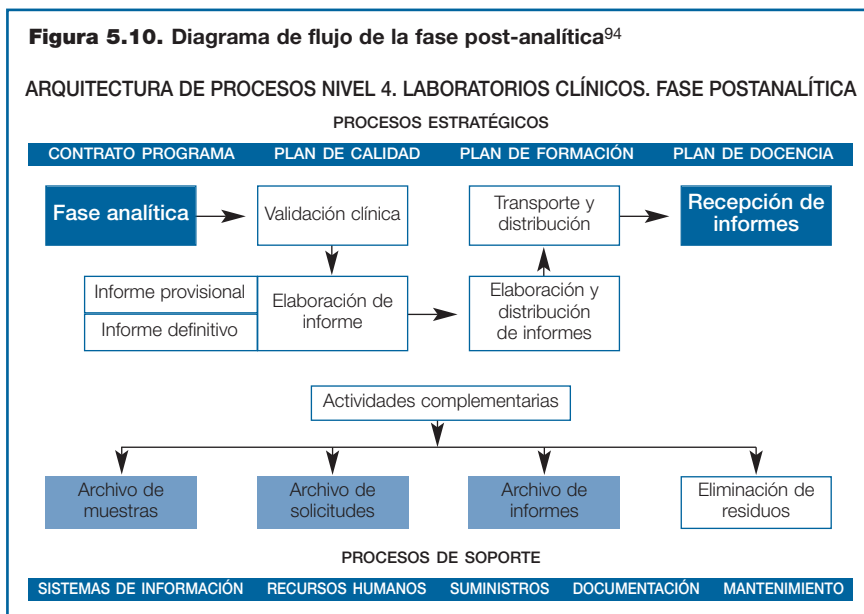 Figura 5.10. Diagrama de flujo de la fase post-analítica94
ARQUITECTURA DE PROCESOS NIVEL 4. LABORATORIOS CLÍNICOS. FASE POSTANALÍTICA
PROCESOS ESTRATÉGICOS
CONTRATO PROGRAMA PLAN DE CALIDAD PLAN DE FORMACIÓN PLAN DE DOCENCIA
Fase analítica
Validación clínica
Transporte y
distribución
Recepción de
informes
Informe provisional
Informe definitivo
Elaboración de
informe
Elaboración y
distribución
de informes
Actividades complementarias
Archivo de
muestras
Archivo de
solicitudes
Archivo de
informes
Eliminación de
residuos
PROCESOS DE SOPORTE
SISTEMAS DE INFORMACIÓN RECURSOS HUMANOS SUMINISTROS DOCUMENTACIÓN MANTENIMIENTO